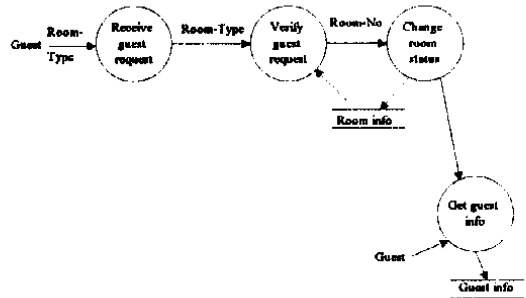 Guest
Room-
Type
Receive
guest
request
Room-Type
Verify
guest
request
Room-No
Change
room
status
Room info
Get guest
info
Guest
Guest info